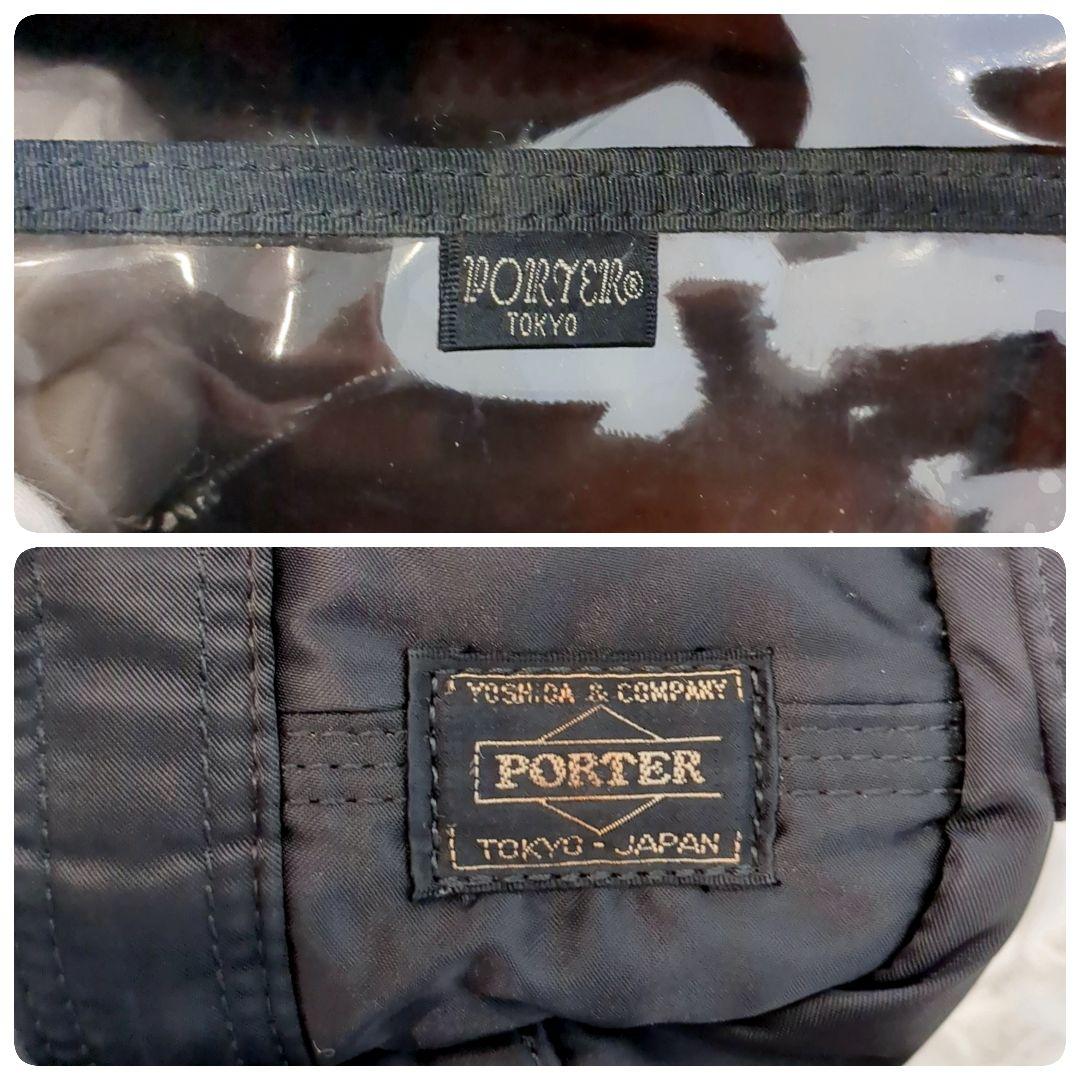 PORTER®
TOKYO
YOSHIDA & COMPANY
PORTER
TOKYO-JAPAN